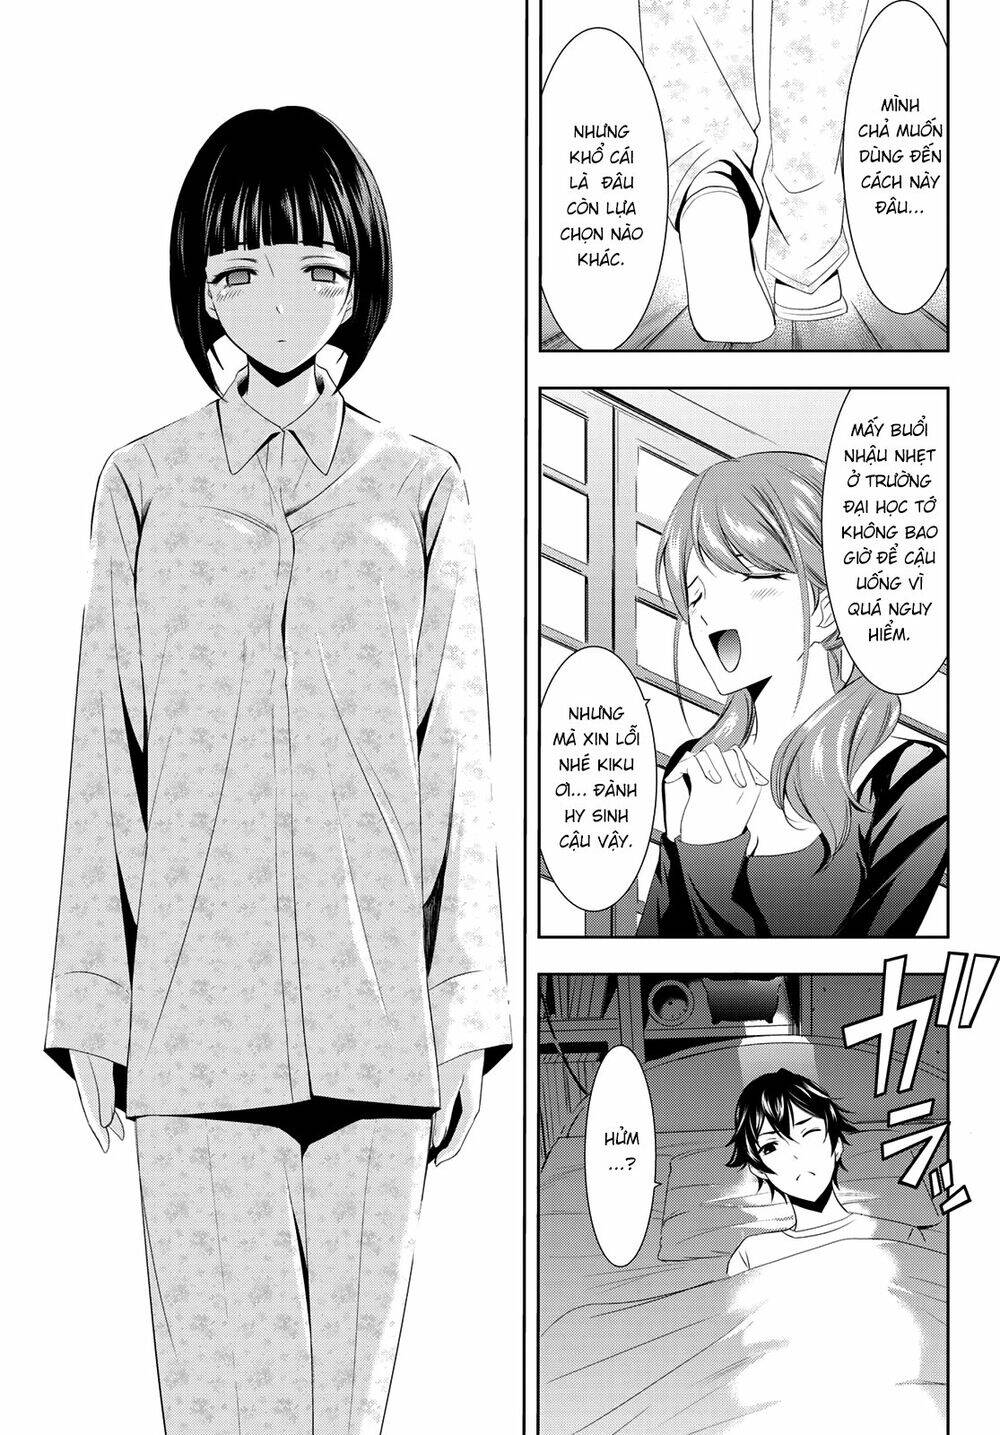 MÌNH
CHẢ MUỐN
DÙNG ĐẾN
CÁCH NÀY
ĐÂU...
NHƯNG
KHỔ CÁI
LÀ ĐÂU
CÒN LỰA
CHỌN NÀO
KHÁC.
MẤY BUỔI
NHẬU NHẸT
Ở TRƯỜNG
ĐẠI HỌC TỚ
KHÔNG BAO
GIỜ ĐỂ CẬU
UỐNG VÌ
QUÁ NGUY
HIỂM.
NHƯNG
MÀ XIN LỖI
NHÉ KIKU
ƠI... ĐÀNH
HY SINH
CẬU VẬY.
ガラッ
HỬM
...?